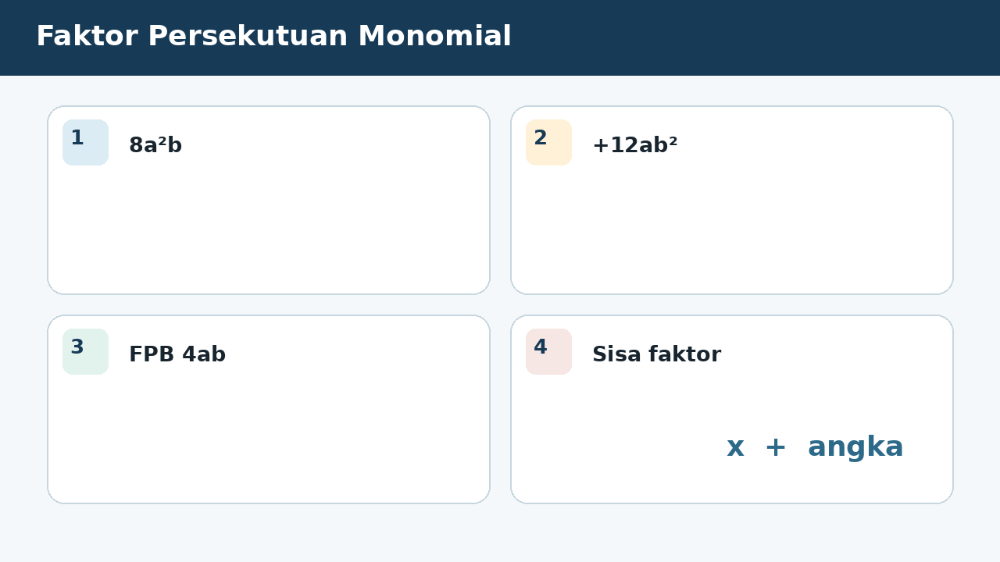 Faktor Persekutuan Monomial
1 8a²b
2 +12ab²
3 FPB 4ab
4 Sisa faktor
x + angka